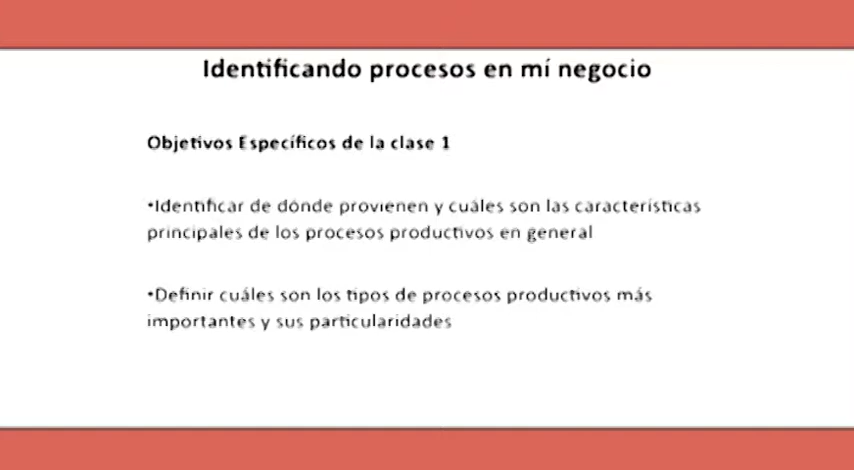 Identificando procesos en mí negocio
Objetivos Específicos de la clase 1
•Identificar de dónde provienen y cuáles son las características
principales de los procesos productivos en general
•Definir cuáles son los tipos de procesos productivos más
importantes y sus particularidades